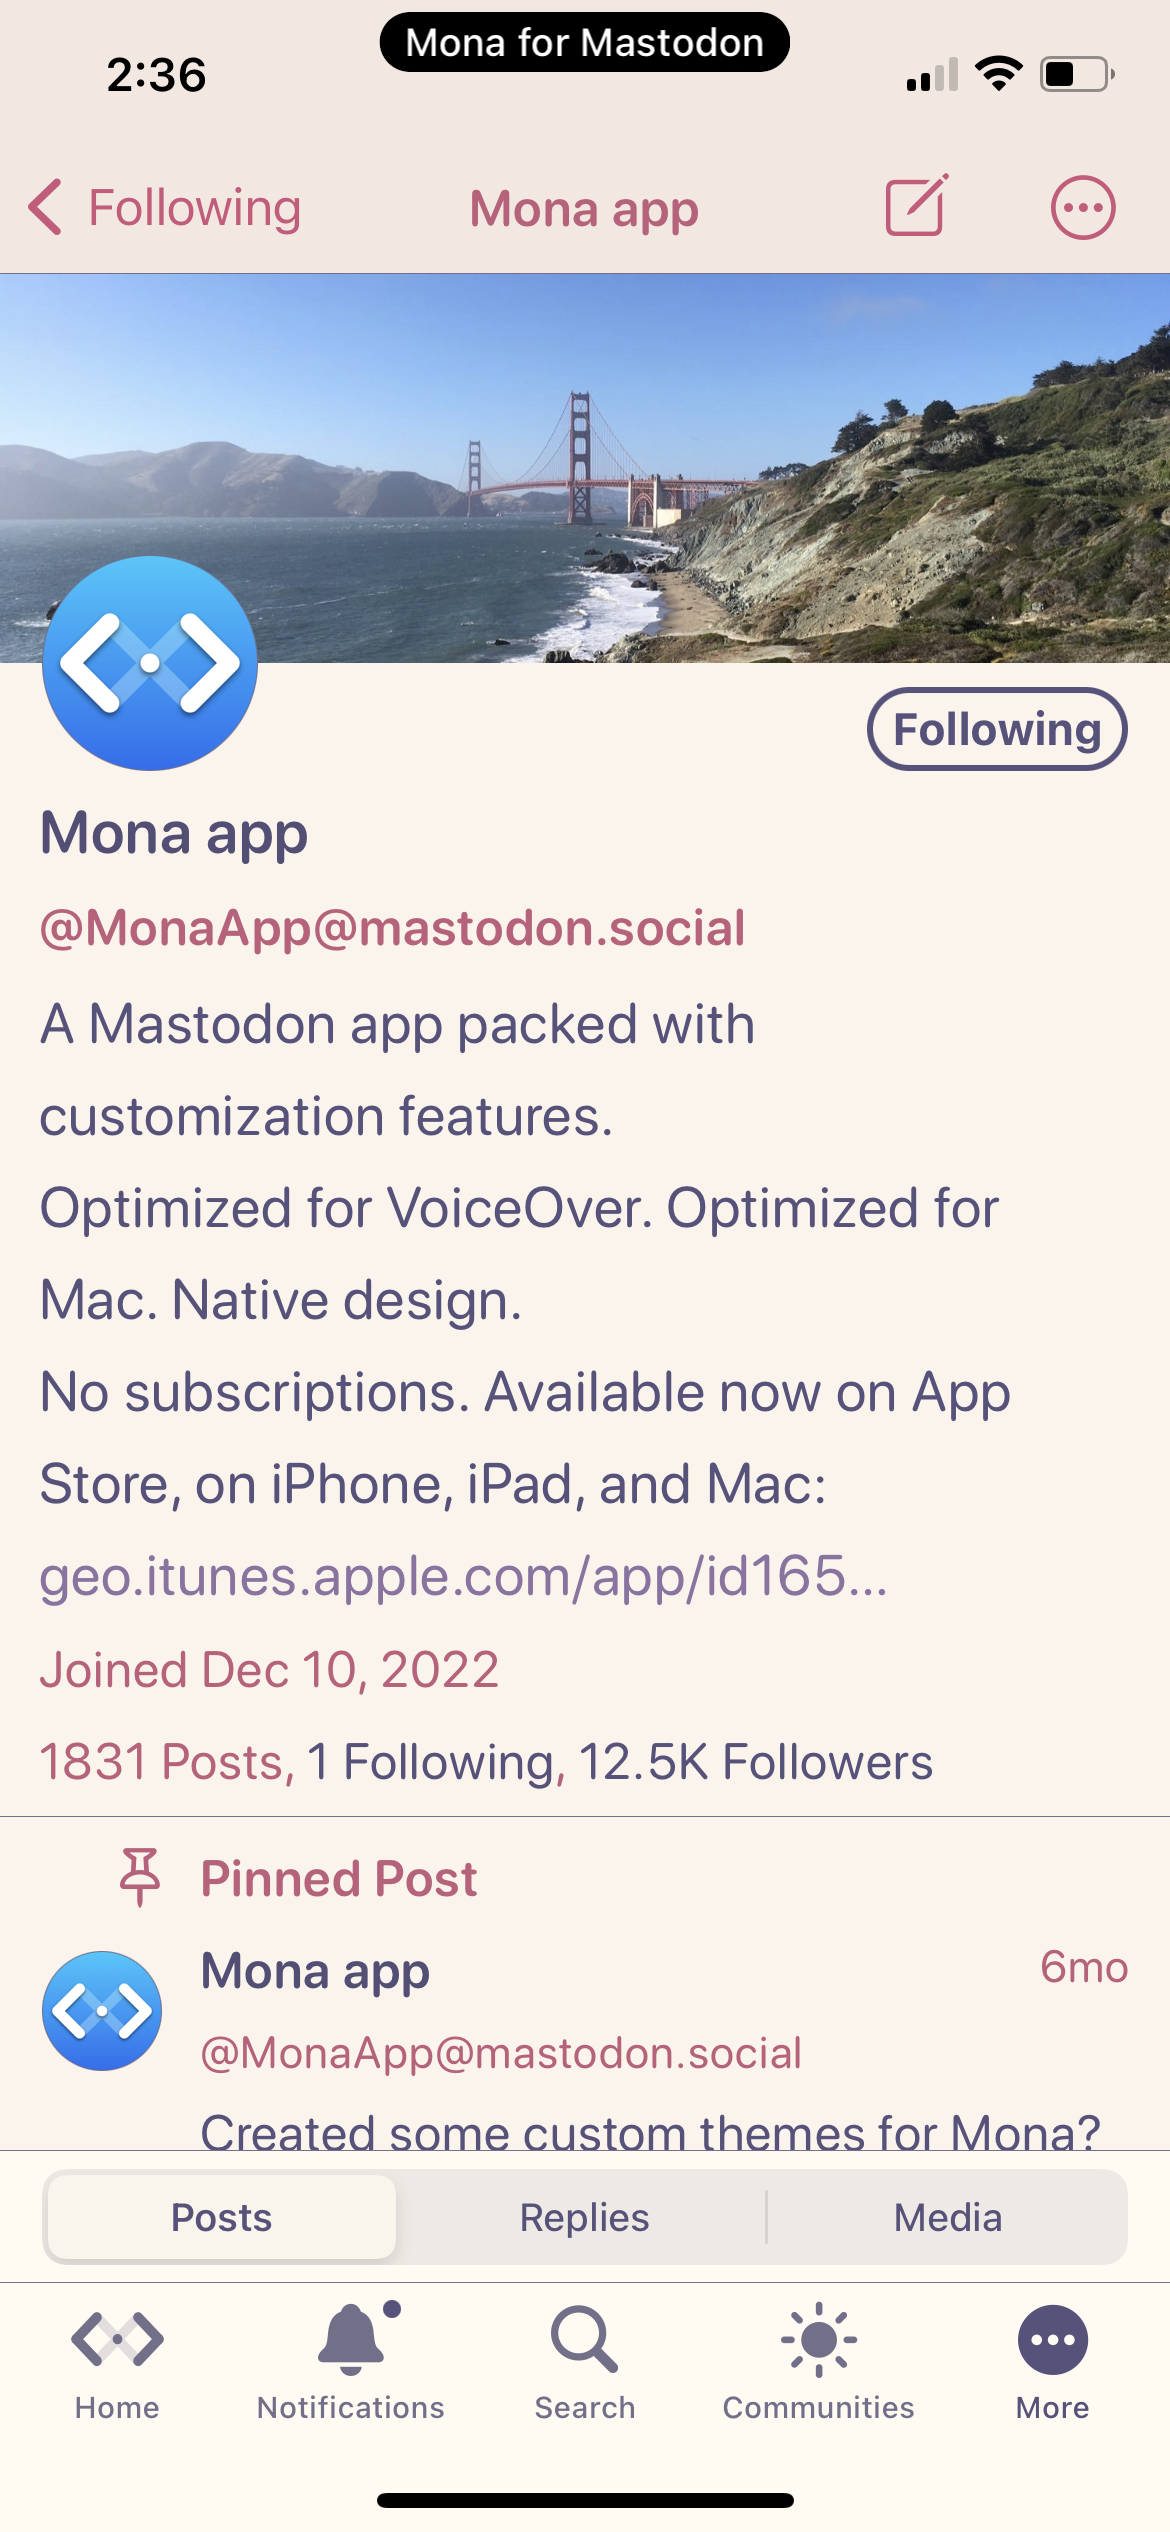 Mona for Mastodon
2:36
Following
Mona app
Following
Mona app
@MonaApp@mastodon.social
A Mastodon app packed with
customization features.
Optimized for VoiceOver. Optimized for
Mac. Native design.
No subscriptions. Available now on App
Store, on iPhone, iPad, and Mac:
geo.itunes.apple.com/app/id165...
Joined Dec 10, 2022
1831 Posts, 1 Following, 12.5K Followers
Pinned Post
Mona app
6mo
@MonaApp@mastodon.social
Created some custom themes for Mona?
Posts
Replies
Media
Home
Notifications
Search
Communities
More